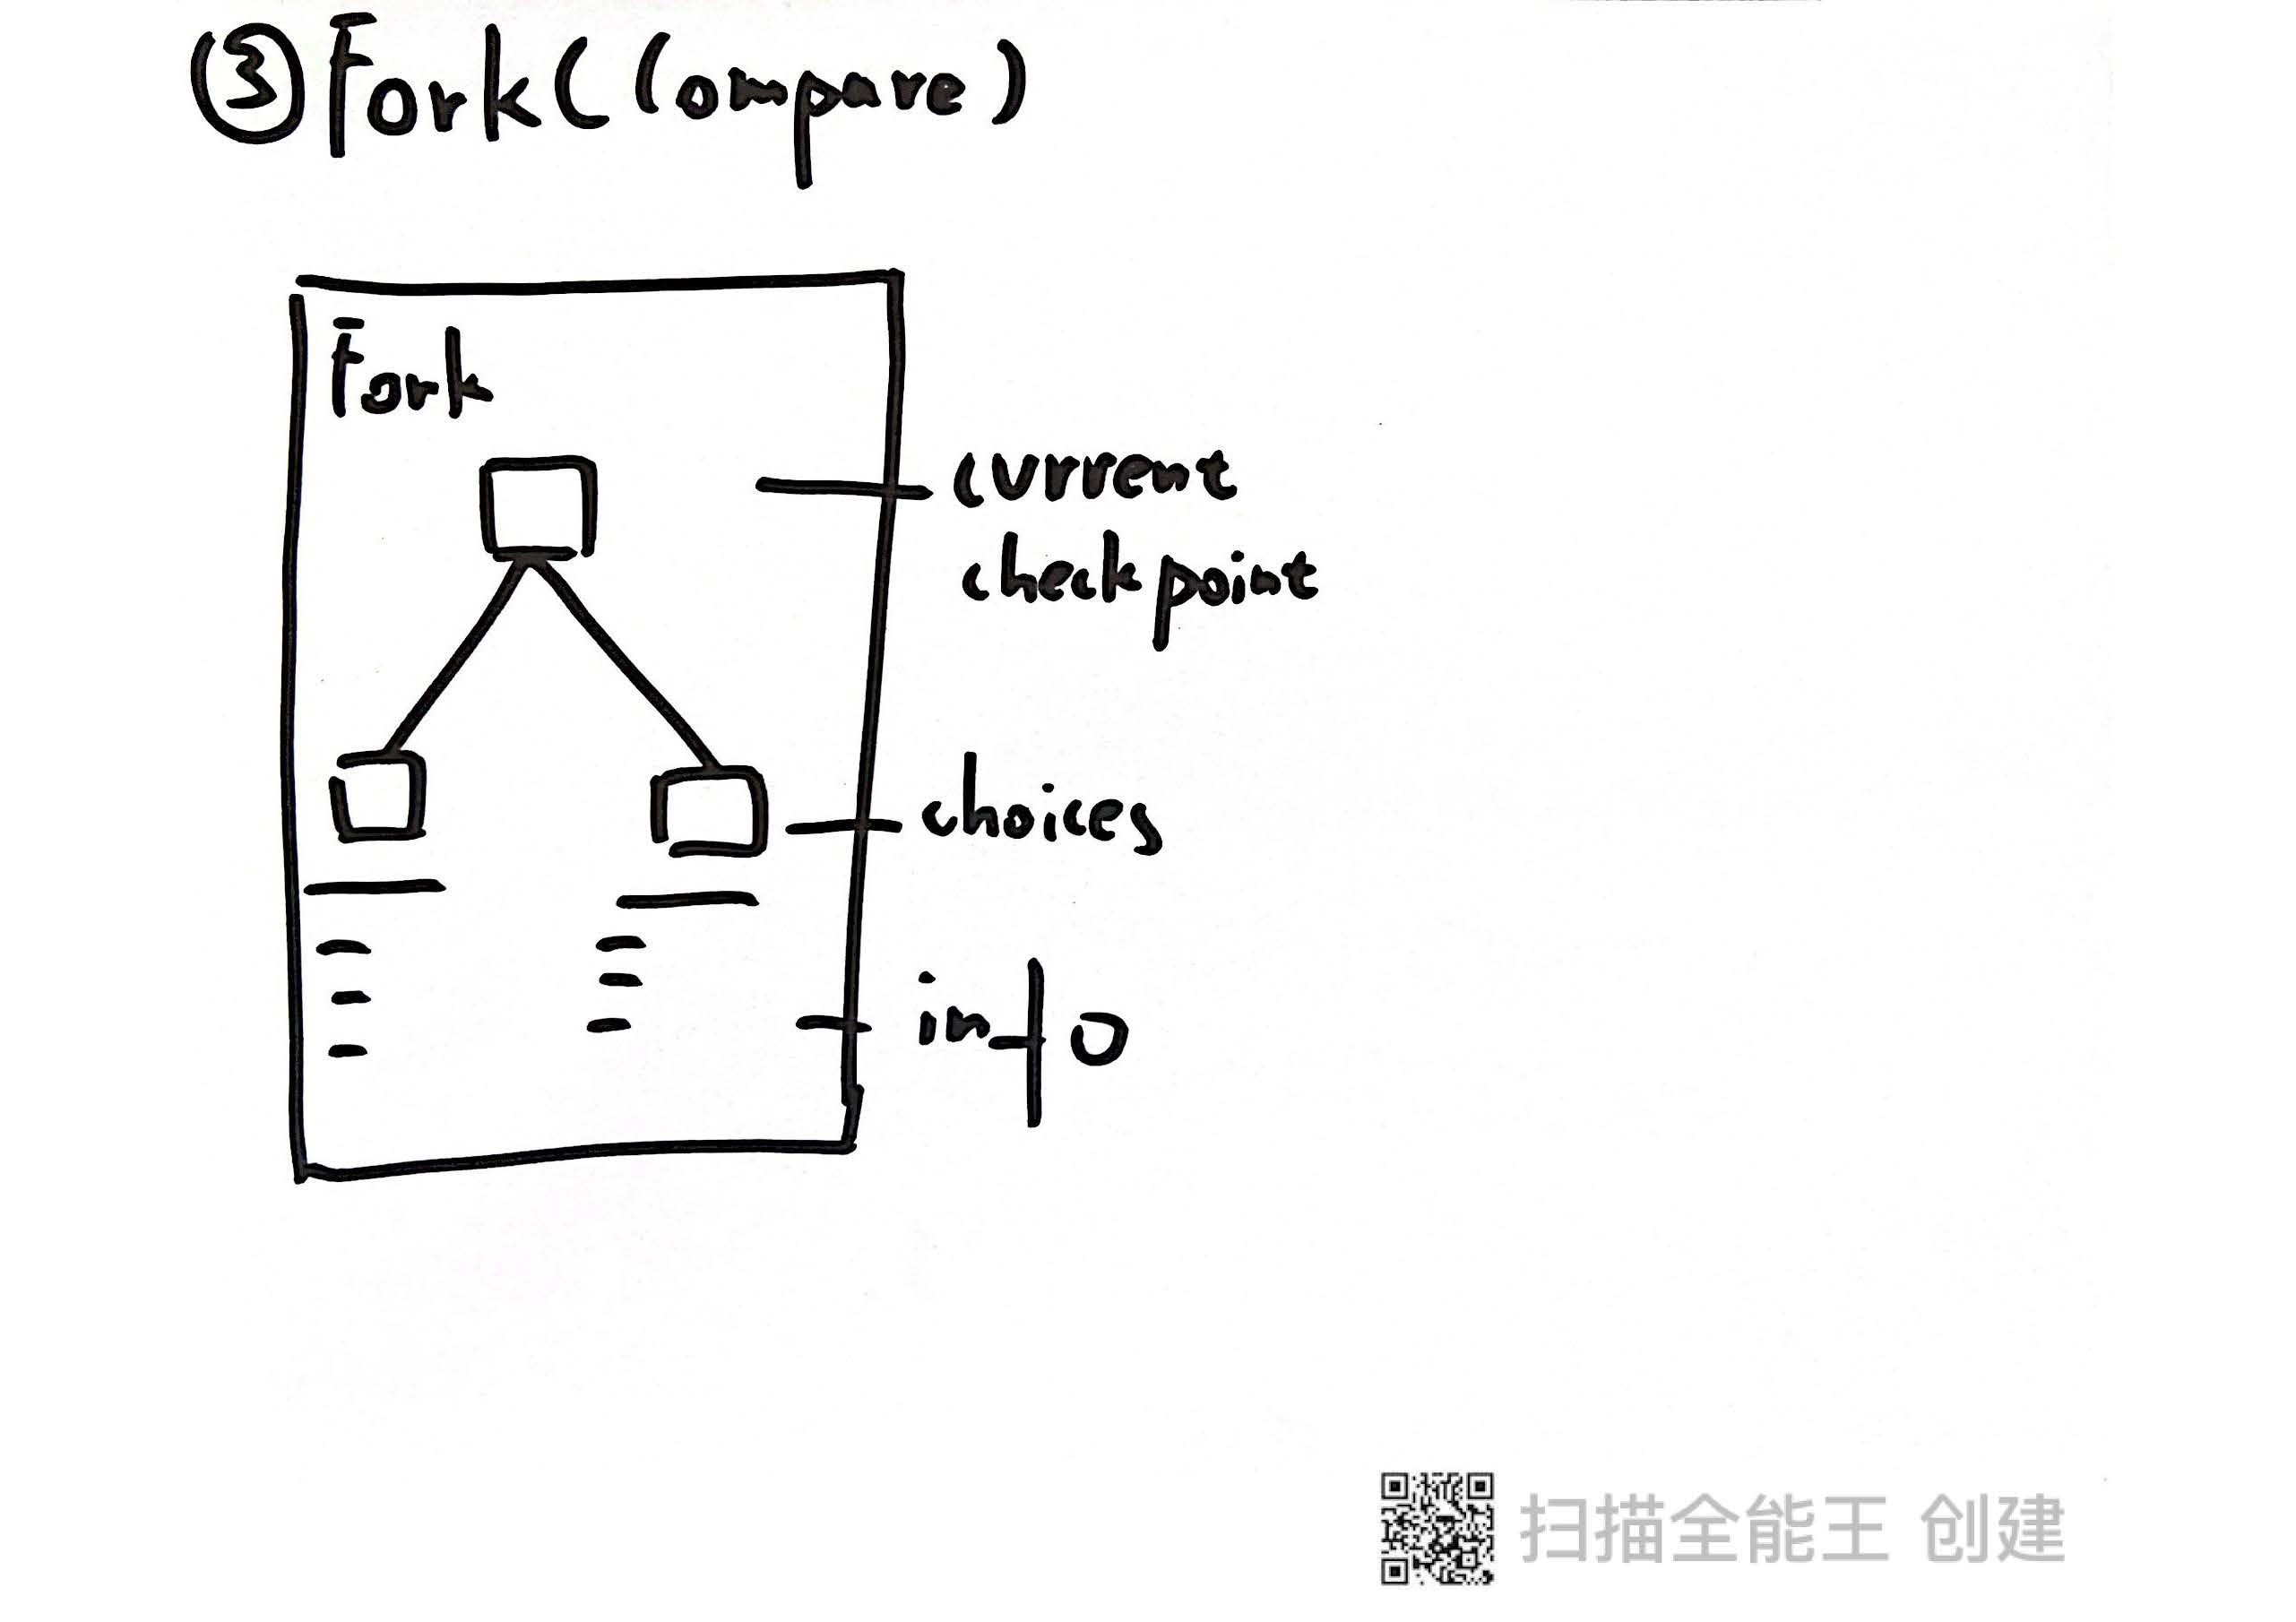 ③ Fork (Compare)
Fork
current
checkpoint
choices
info
扫描全能王 创建